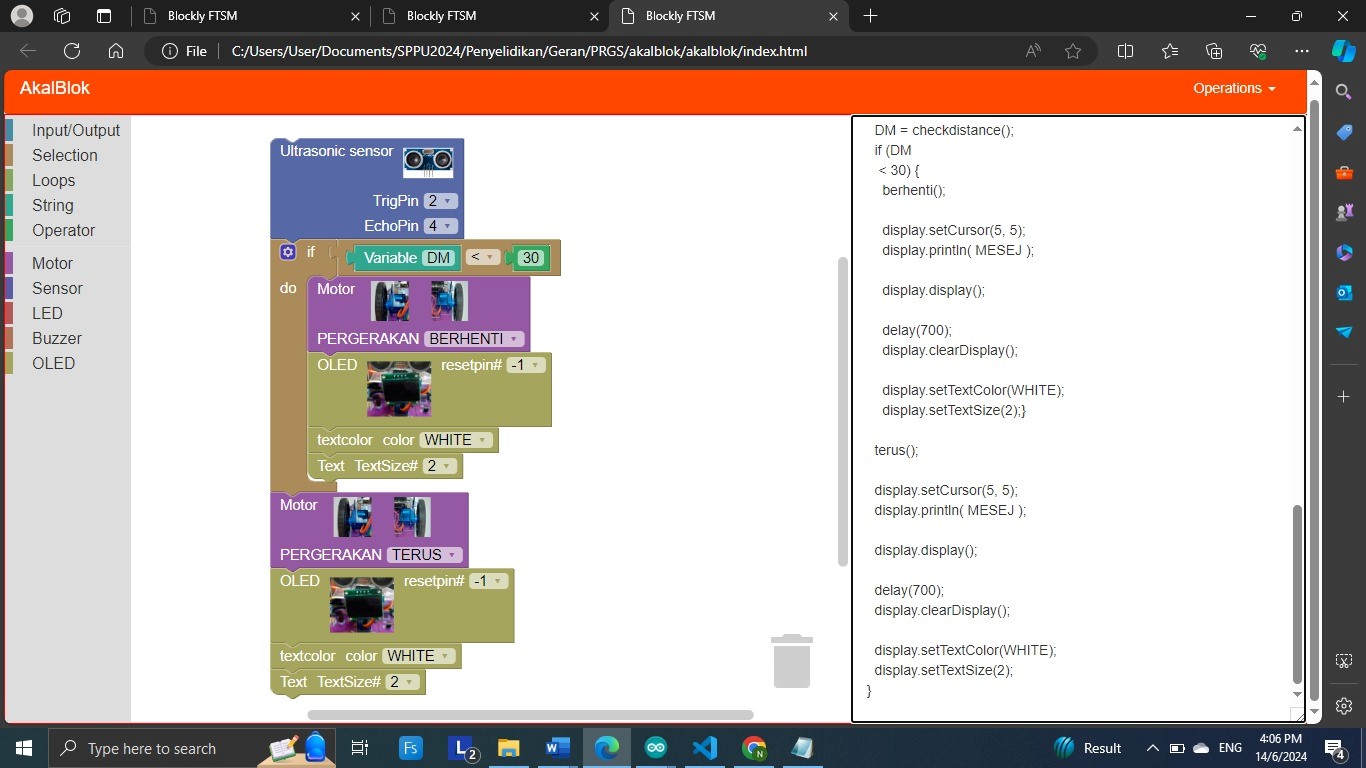 Blockly FTSM
Blockly FTSM
Blockly FTSM
File
C:/Users/User/Documents/SPPU2024/Penyelidikan/Geran/PRGS/akalblok/akalblok/index.html
AkalBlok
Operations
Input/Output
Selection
Loops
String
Operator
Motor
Sensor
LED
Buzzer
OLED
Ultrasonic sensor
TrigPin 2
EchoPin 4
if Variable DM < 30
do Motor
PERGERAKAN BERHENTI
OLED resetpin# -1
textcolor color WHITE
Text TextSize# 2
Motor
PERGERAKAN TERUS
OLED resetpin# -1
textcolor color WHITE
Text TextSize# 2
DM = checkdistance();
if (DM
< 30) {
berhenti();
display.setCursor(5, 5);
display.println( MESEJ );
display.display();
delay(700);
display.clearDisplay();
display.setTextColor(WHITE);
display.setTextSize(2);}
terus();
display.setCursor(5, 5);
display.println( MESEJ );
display.display();
delay(700);
display.clearDisplay();
display.setTextColor(WHITE);
display.setTextSize(2);
}
Type here to search
Fs
L 2
Result
ENG
4:06 PM
14/6/2024
4